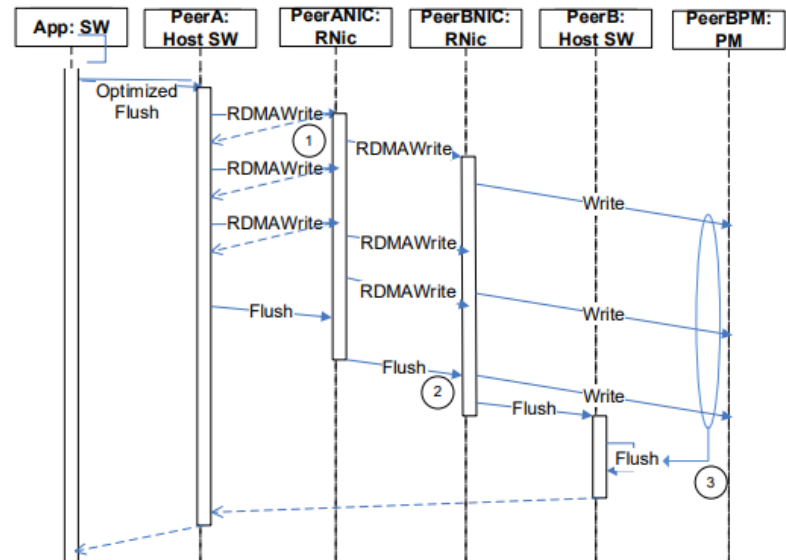 App: SW
PeerA:
Host SW
PeerANIC:
RNic
PeerBNIC:
RNic
PeerB:
Host SW
PeerBPM:
PM
Optimized
Flush
RDMAWrite
1
RDMAWrite
RDMAWrite
Write
RDMAWrite
RDMAWrite
RDMAWrite
Flush
Write
Flush
2
Write
Flush
Flush
3